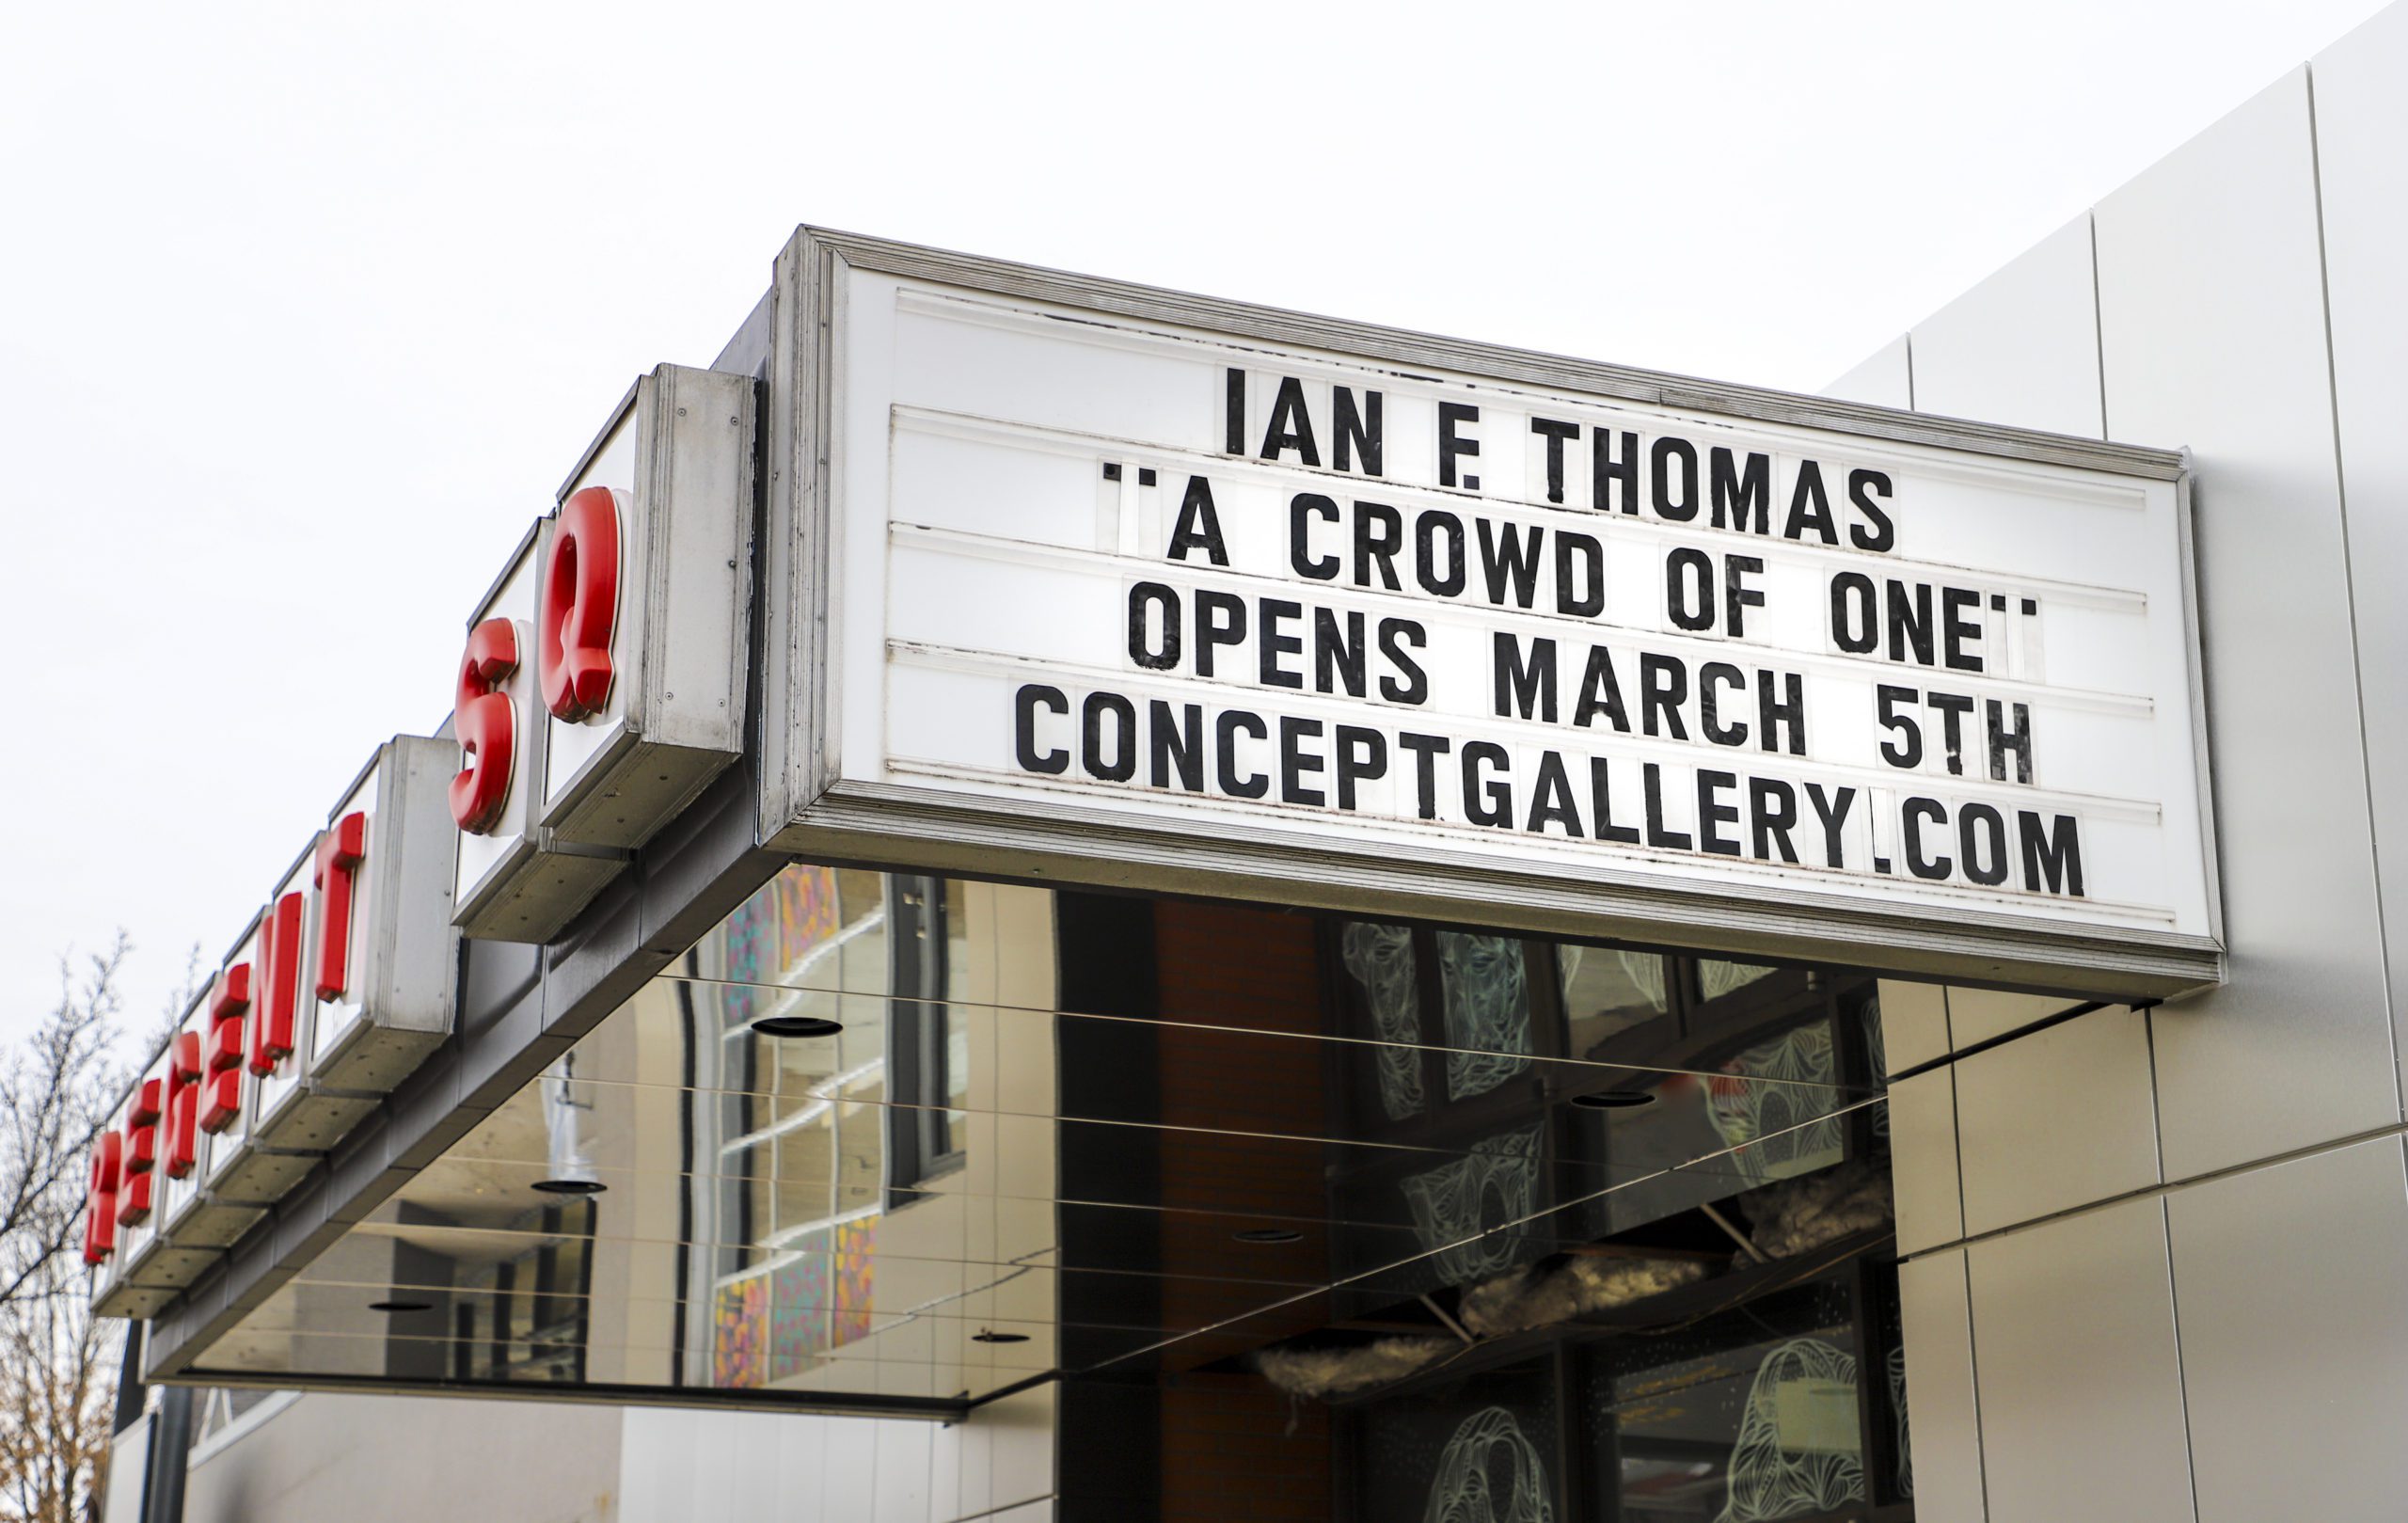 REGENT SQ
IAN F. THOMAS
"A CROWD OF ONE"
OPENS MARCH 5TH
CONCEPTGALLERY.COM